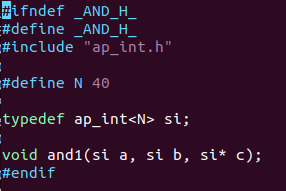 #ifndef _AND_H_
#define _AND_H_
#include "ap_int.h"
#define N 40
typedef ap_int<N> si;
void and1(si a, si b, si* c);
#endif